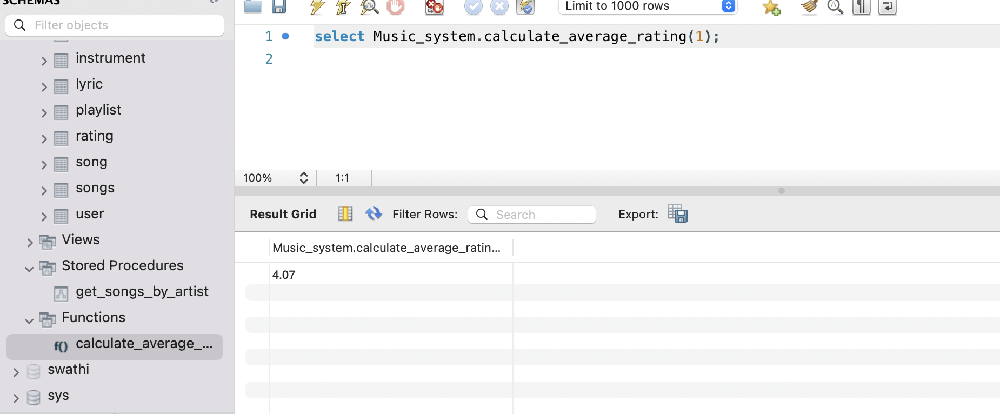 SCHEMAS
Filter objects
instrument
lyric
playlist
rating
song
songs
user
Views
Stored Procedures
get_songs_by_artist
Functions
f() calculate_average_...
swathi
sys
Limit to 1000 rows
1 select Music_system.calculate_average_rating(1);
2
100% 1:1
Result Grid Filter Rows: Search Export:
Music_system.calculate_average_ratin...
4.07